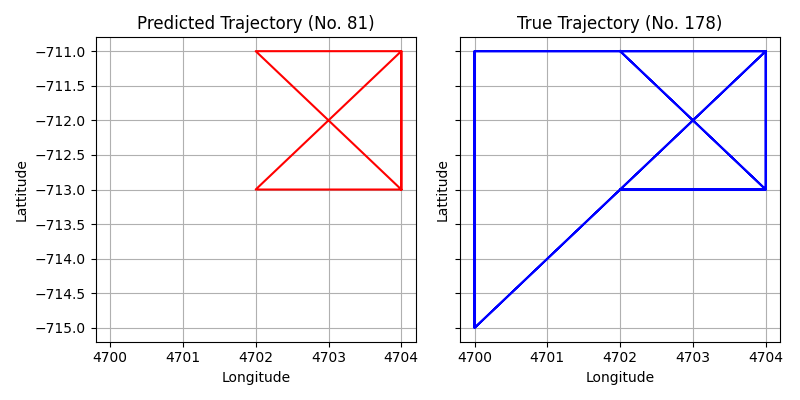 Predicted Trajectory (No. 81)
True Trajectory (No. 178)
−711.0
−711.5
−712.0
−712.5
−713.0
−713.5
−714.0
−714.5
−715.0
Lattitude
Lattitude
4700 4701 4702 4703 4704
4700 4701 4702 4703 4704
Longitude
Longitude